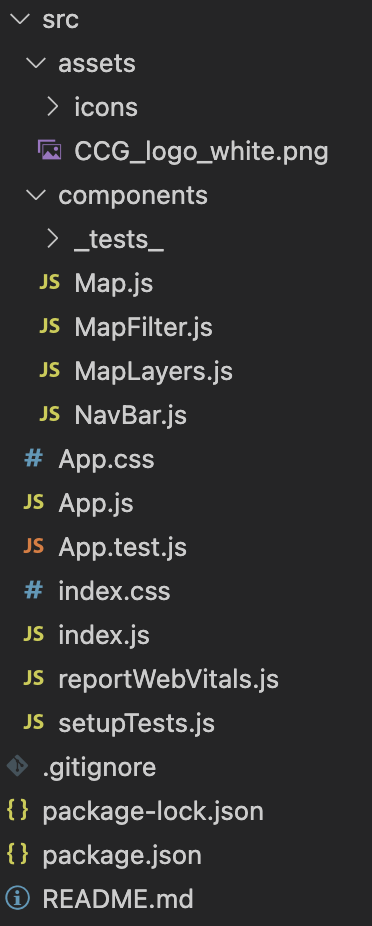 src
assets
icons
CCG_logo_white.png
components
_tests_
JS Map.js
JS MapFilter.js
JS MapLayers.js
JS NavBar.js
# App.css
JS App.js
JS App.test.js
# index.css
JS index.js
JS reportWebVitals.js
JS setupTests.js
.gitignore
{} package-lock.json
{} package.json
README.md